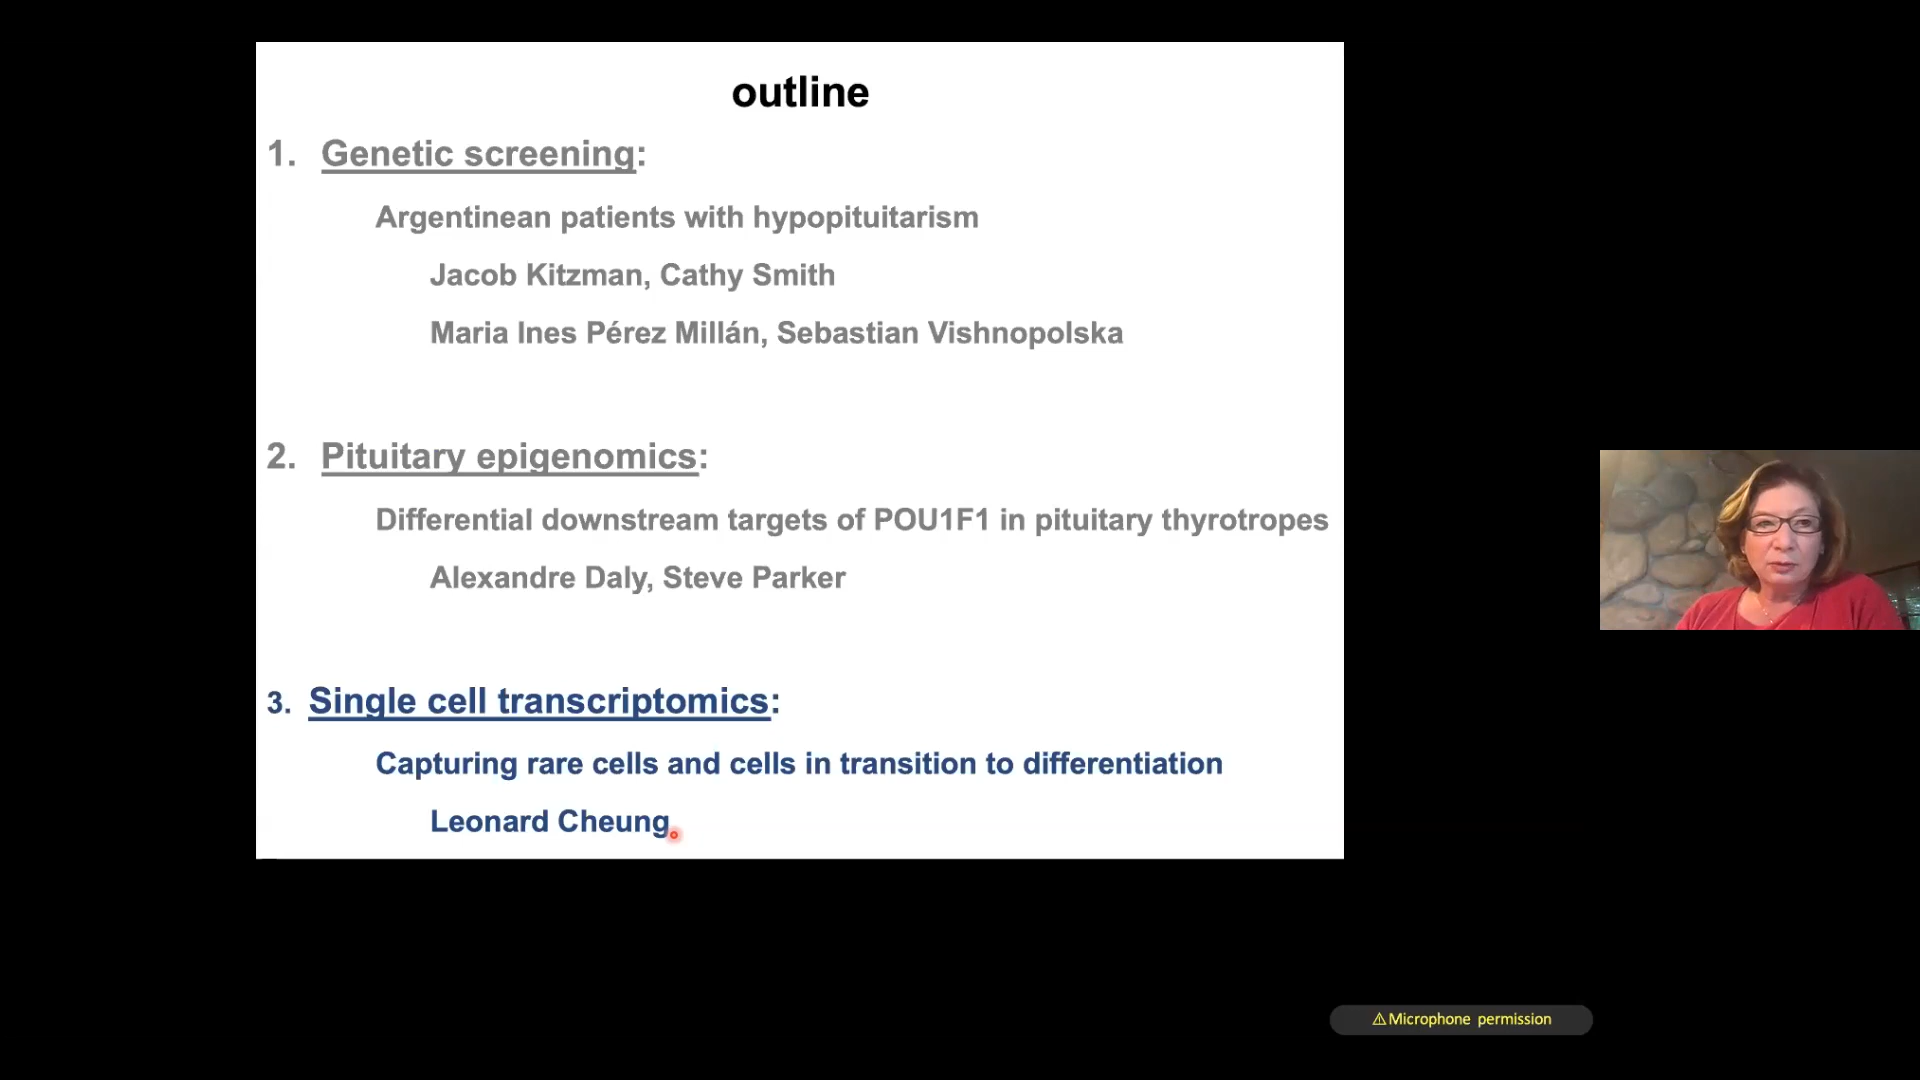 outline
1. Genetic screening:
Argentinean patients with hypopituitarism
Jacob Kitzman, Cathy Smith
Maria Ines Pérez Millán, Sebastian Vishnopolska
2. Pituitary epigenomics:
Differential downstream targets of POU1F1 in pituitary thyrotropes
Alexandre Daly, Steve Parker
3. Single cell transcriptomics:
Capturing rare cells and cells in transition to differentiation
Leonard Cheung
⚠Microphone permission